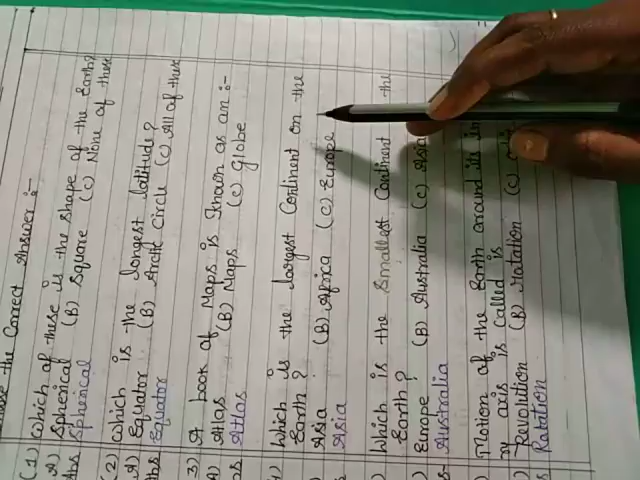 the Correct Answer :-
(1) Which of these is the shape of the Earth?
A) Spherical (B) Square (C) None of these
Ans Spherical
(2) Which is the longest latitude?
A) Equator (B) Arctic circle (C) All of these
Ans Equator
3) A book of Maps is Known as an :-
A) Atlas (B) Maps (C) Globe
Atlas
Which is the largest Continent on the
Earth?
Asia (B) Africa (C) Europe
Asia
Which is the Smallest Continent the
Earth?
Europe (B) Australia (C) Asia
Australia
Motion of the Earth around its
axis is called is
Revolution (B) Rotation (C)
Ratation